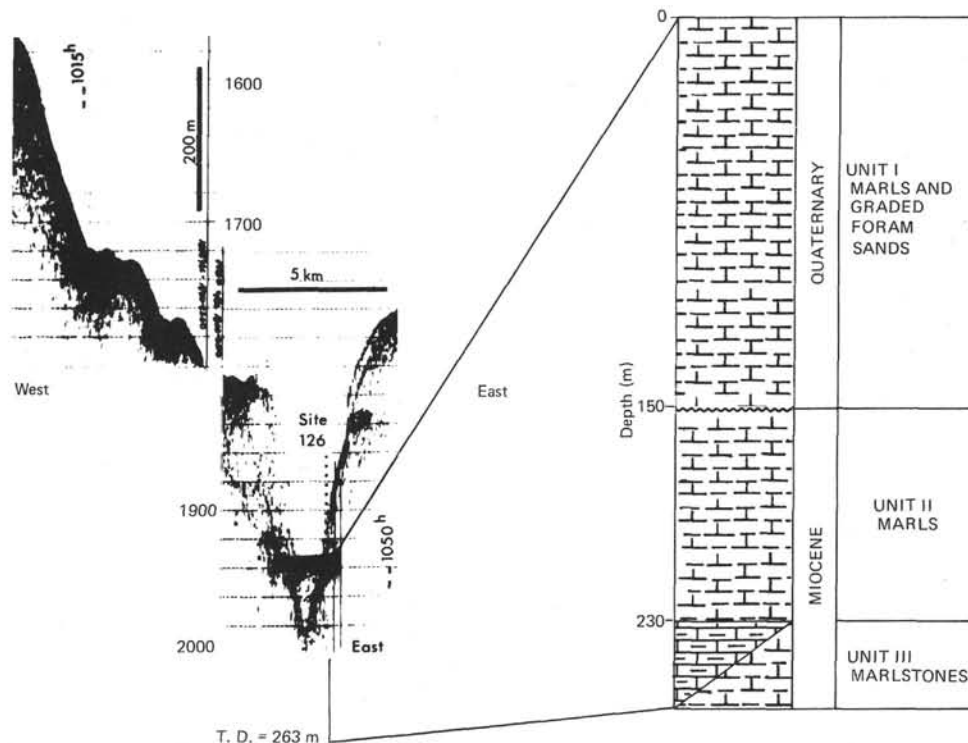 1015h
200 m
1600
1700
5 km
West
East
Site
126
1900
1050h
2000
East
T. D. = 263 m
0
150
230
Depth (m)
QUATERNARY
MIOCENE
UNIT I
MARLS AND
GRADED
FORAM
SANDS
UNIT II
MARLS
UNIT III
MARLSTONES